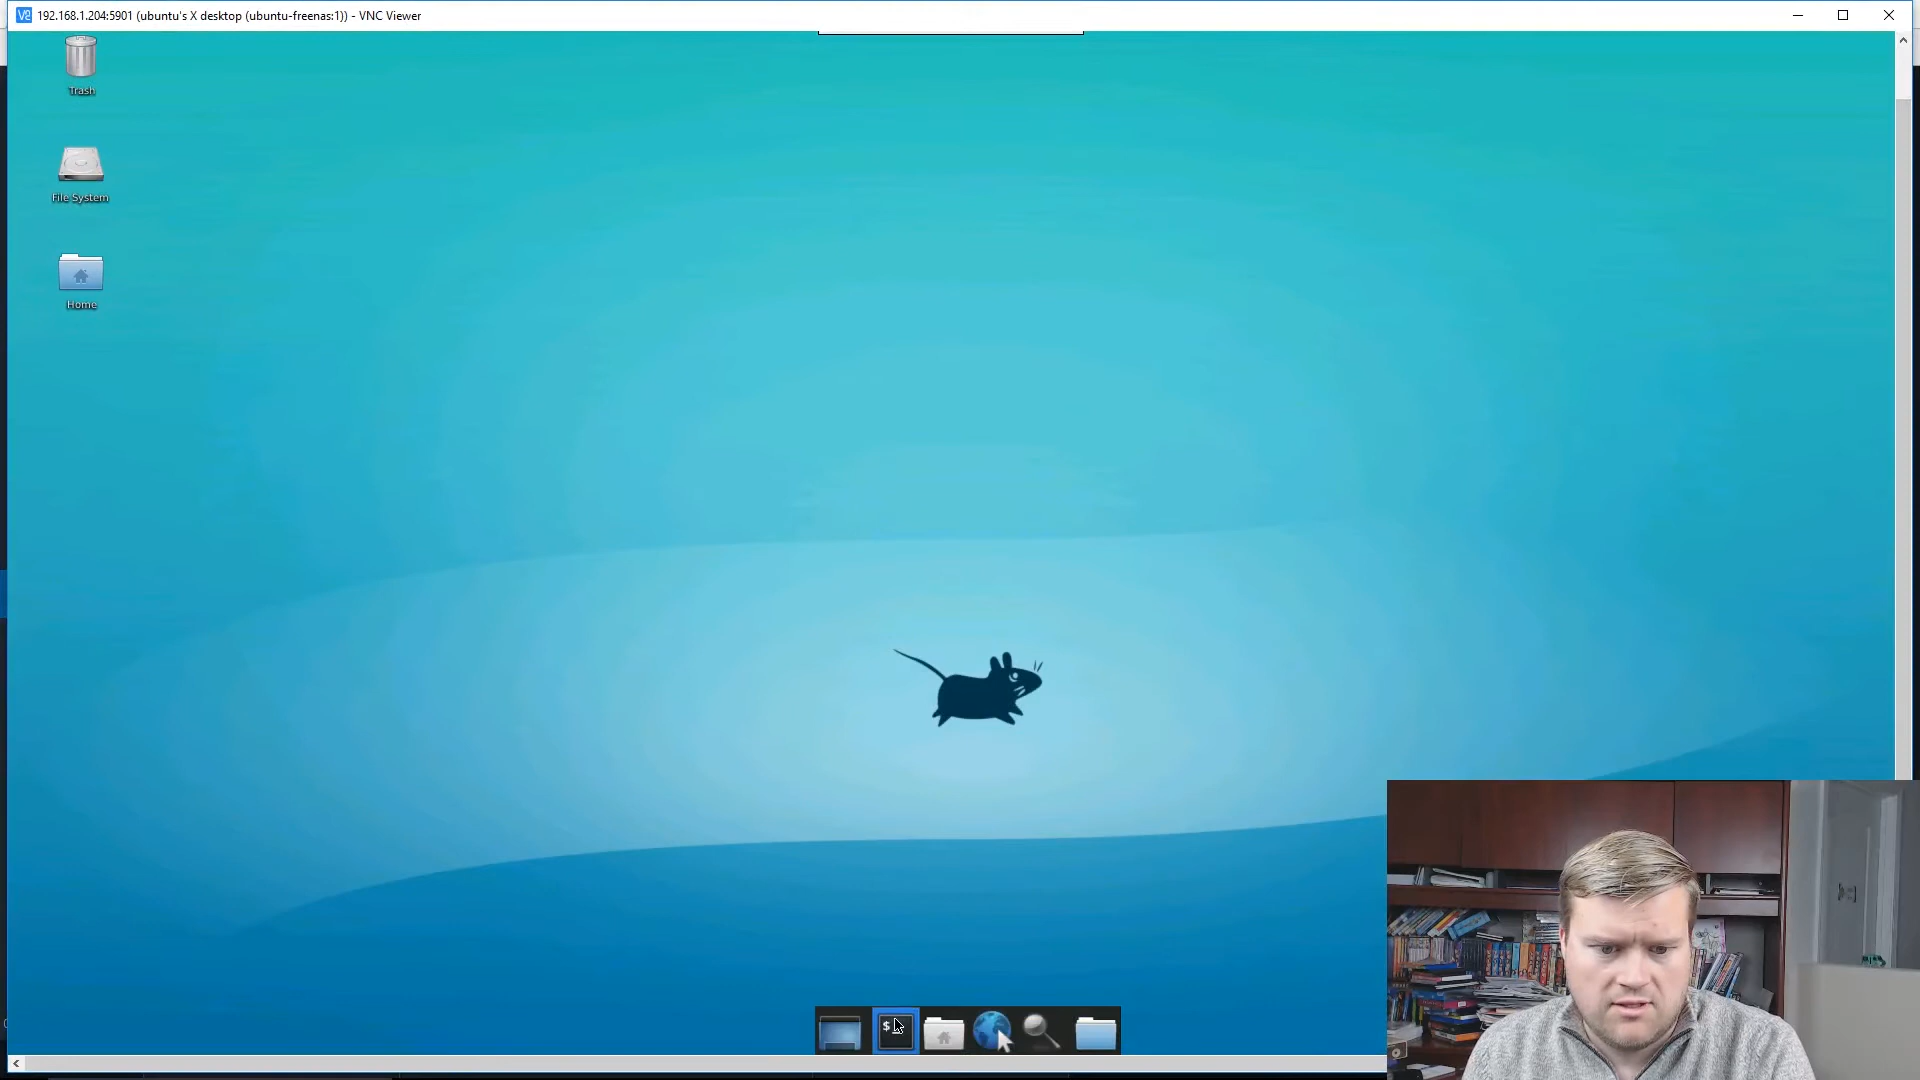 192.168.1.204:5901 (ubuntu's X desktop (ubuntu-freenas:1)) - VNC Viewer
Trash
File System
Home
$